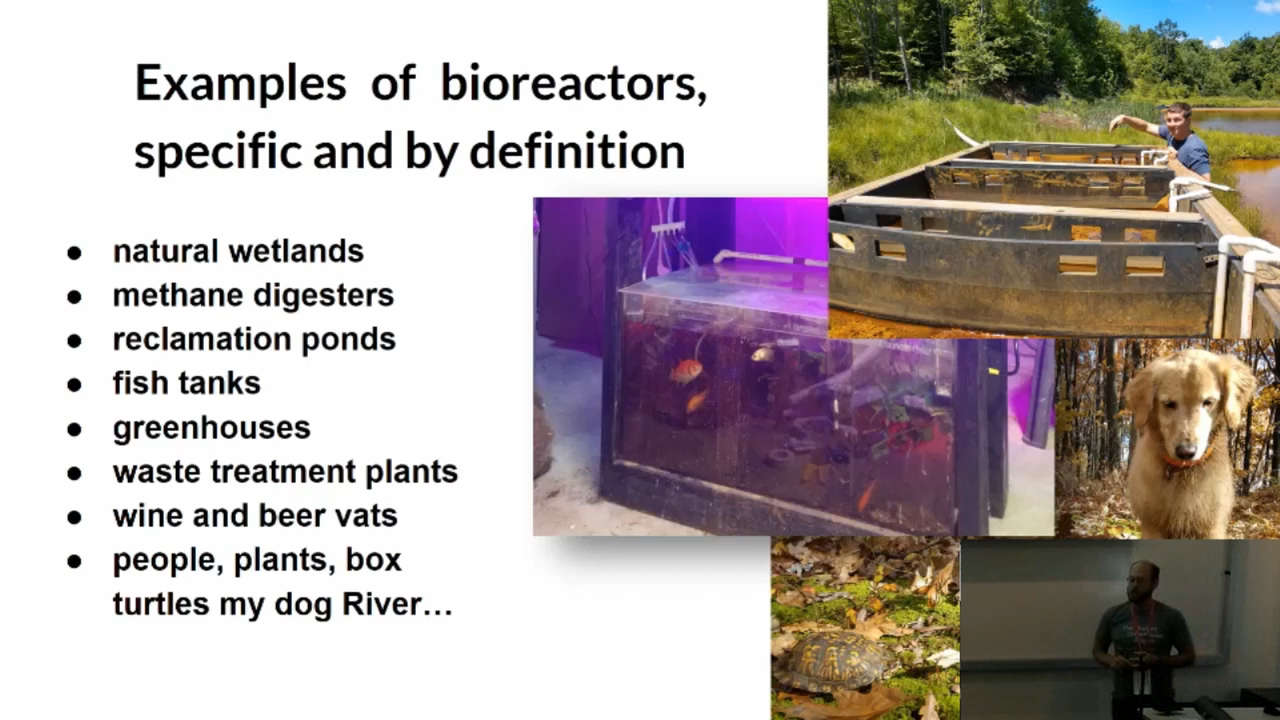 Examples of bioreactors,
specific and by definition
● natural wetlands
● methane digesters
● reclamation ponds
● fish tanks
● greenhouses
● waste treatment plants
● wine and beer vats
● people, plants, box
turtles my dog River…